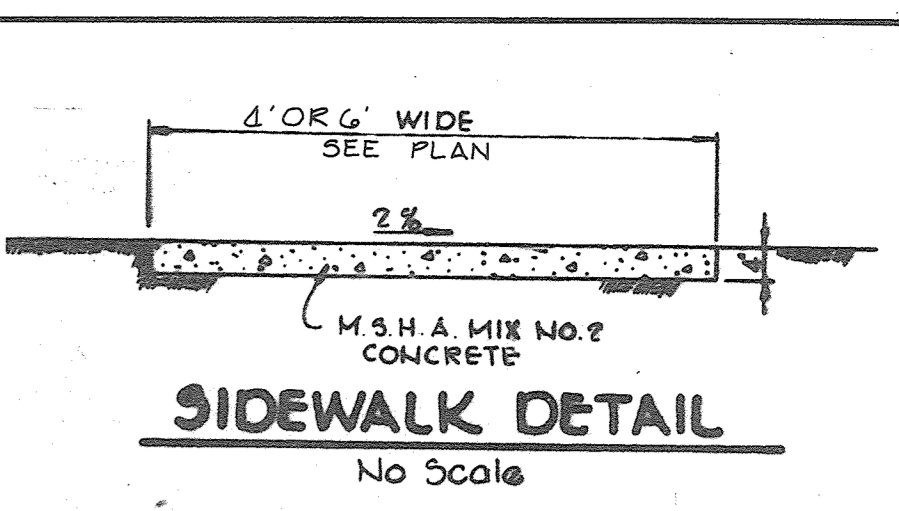 4' OR 6' WIDE
SEE PLAN
2%
M.S.H.A. MIX NO. 2
CONCRETE
SIDEWALK DETAIL
No Scale